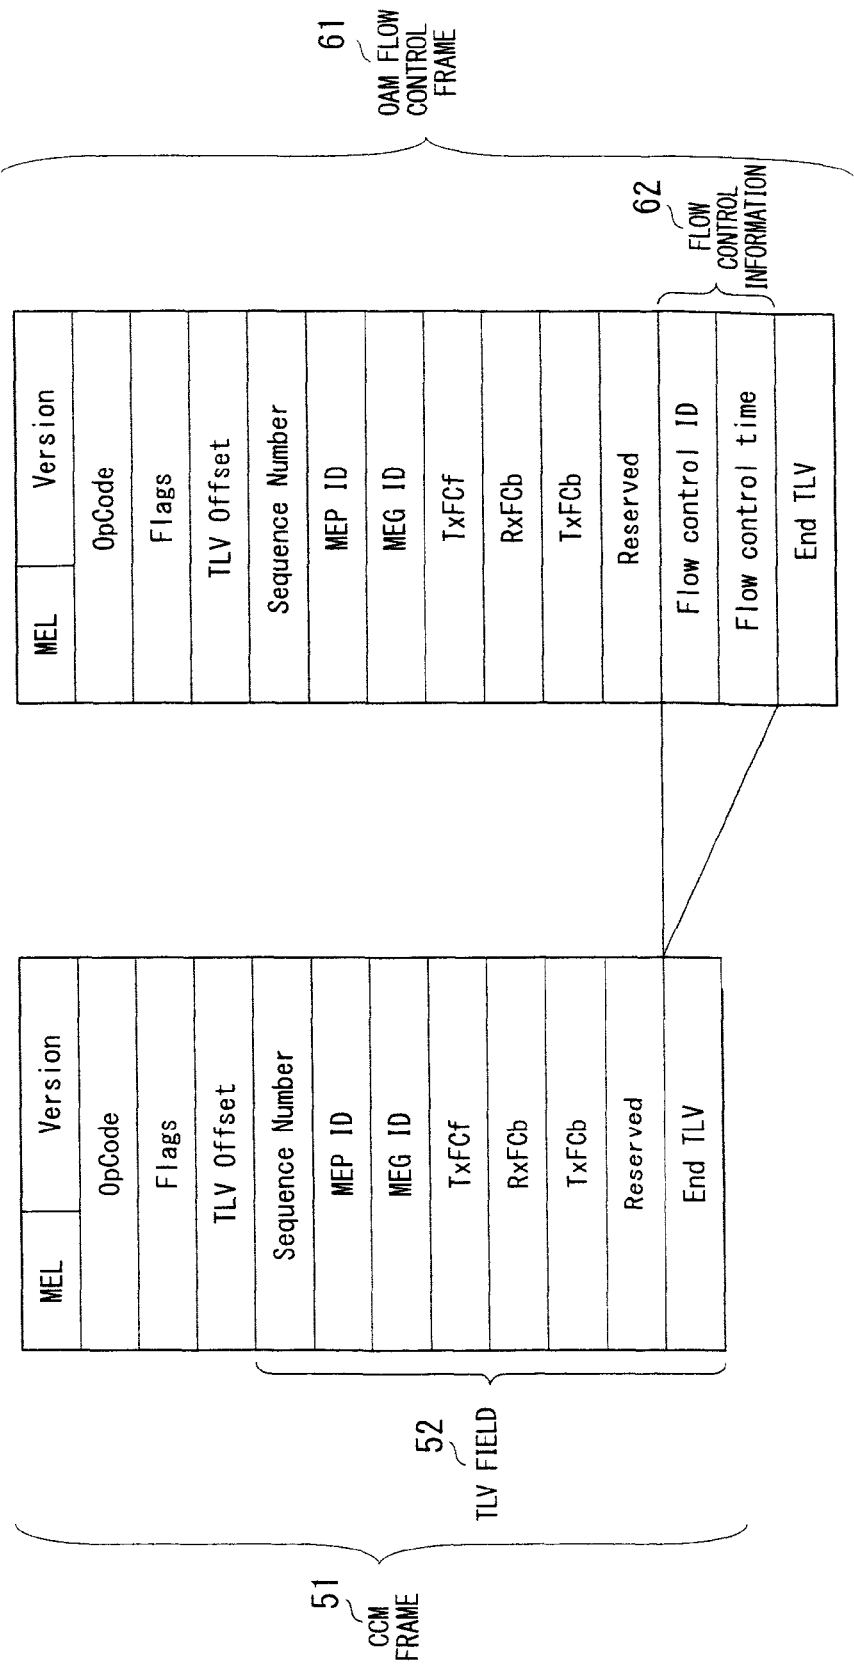 51
CCM
FRAME
52
TLV FIELD
MEL
Version
OpCode
Flags
TLV Offset
Sequence Number
MEP ID
MEG ID
TxFCf
RxFCb
TxFCb
Reserved
End TLV
MEL
Version
OpCode
Flags
TLV Offset
Sequence Number
MEP ID
MEG ID
TxFCf
RxFCb
TxFCb
Reserved
Flow control ID
Flow control time
End TLV
62
FLOW
CONTROL
INFORMATION
61
OAM FLOW
CONTROL
FRAME